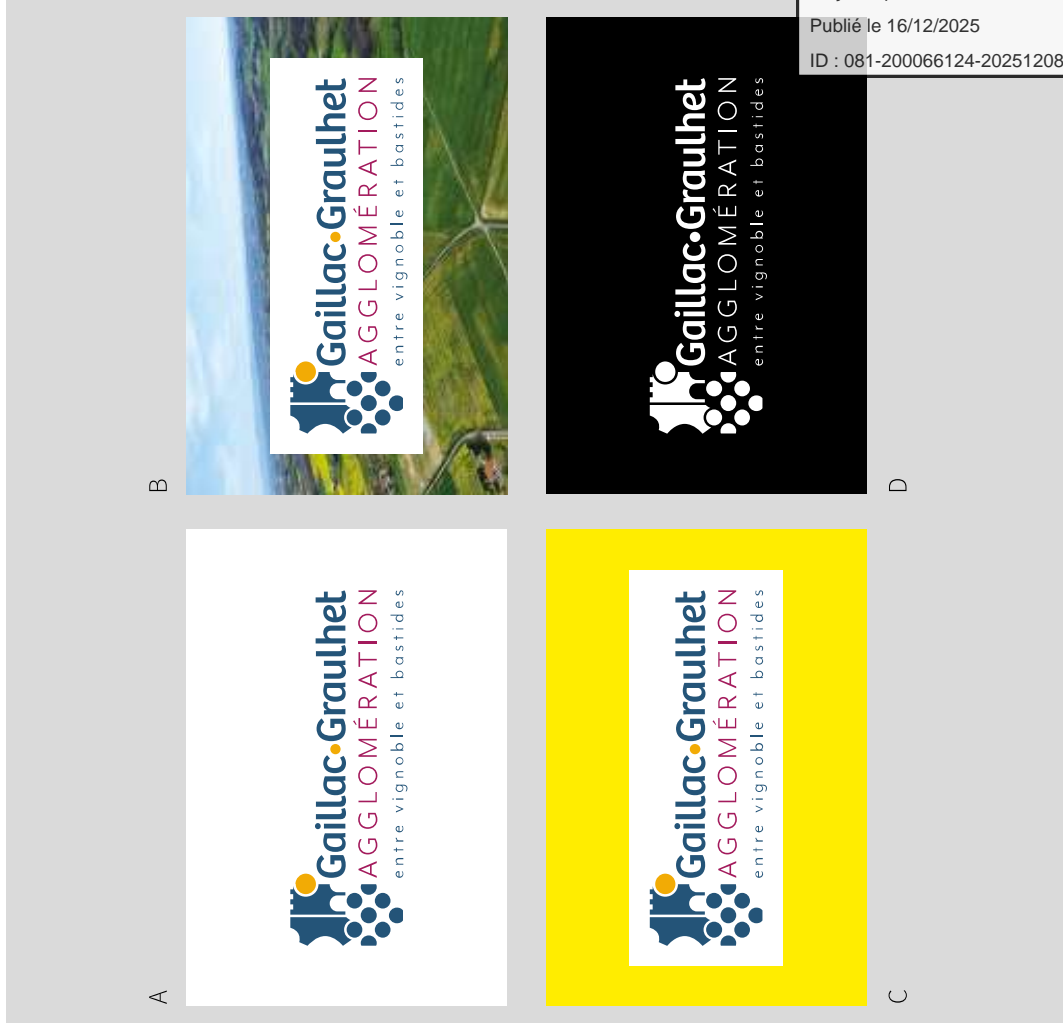 Publié le 16/12/2025
ID : 081-200066124-20251208
A
Gaillac•Graulhet
AGGLOMÉRATION
entre vignoble et bastides
B
Gaillac•Graulhet
AGGLOMÉRATION
entre vignoble et bastides
C
Gaillac•Graulhet
AGGLOMÉRATION
entre vignoble et bastides
D
Gaillac•Graulhet
AGGLOMÉRATION
entre vignoble et bastides